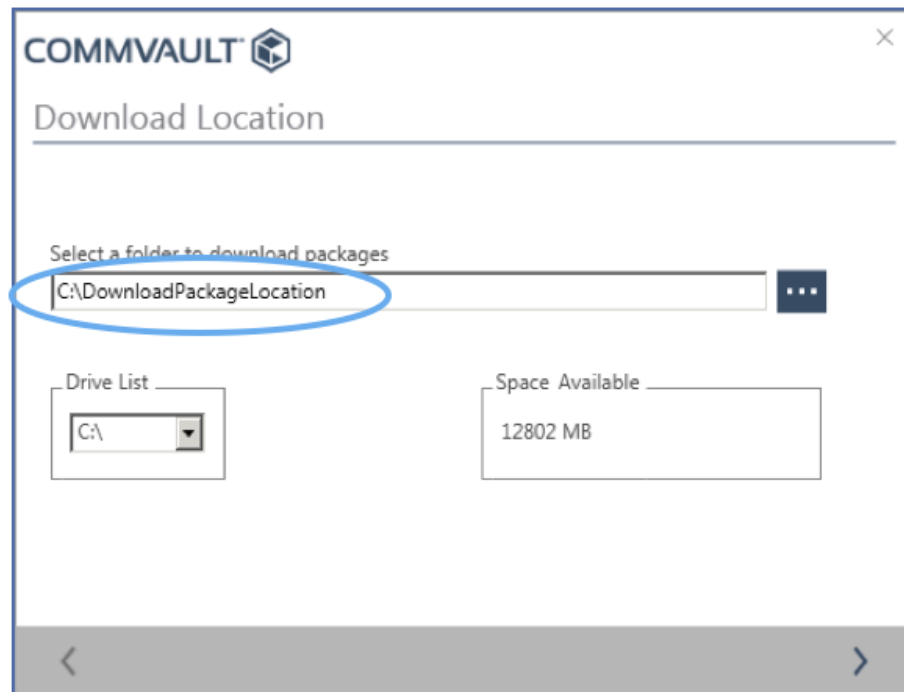 COMMVAULT
Download Location
Select a folder to download packages
C:\DownloadPackageLocation
Drive List
Space Available
C:\
12802 MB